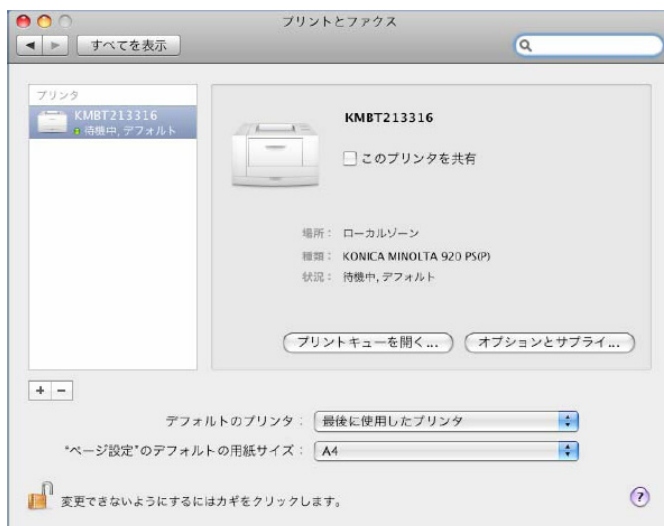 プリントとファクス
すべてを表示
プリンタ
KMBT213316
待機中, デフォルト
KMBT213316
このプリンタを共有
場所： ローカルゾーン
種類： KONICA MINOLTA 920 PS(P)
状況： 待機中, デフォルト
プリントキューを開く...
オプションとサプライ...
+ −
デフォルトのプリンタ： 最後に使用したプリンタ
"ページ設定"のデフォルトの用紙サイズ： A4
変更できないようにするにはカギをクリックします。
?